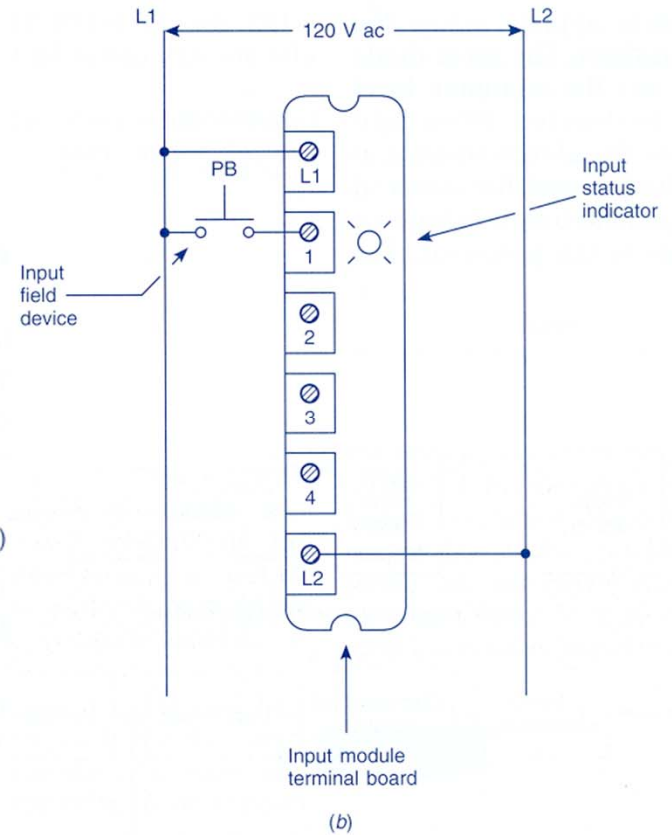 L1
120 V ac
L2
L1
PB
Input
status
indicator
1
Input
field
device
2
3
4
)
L2
Input module
terminal board
(b)